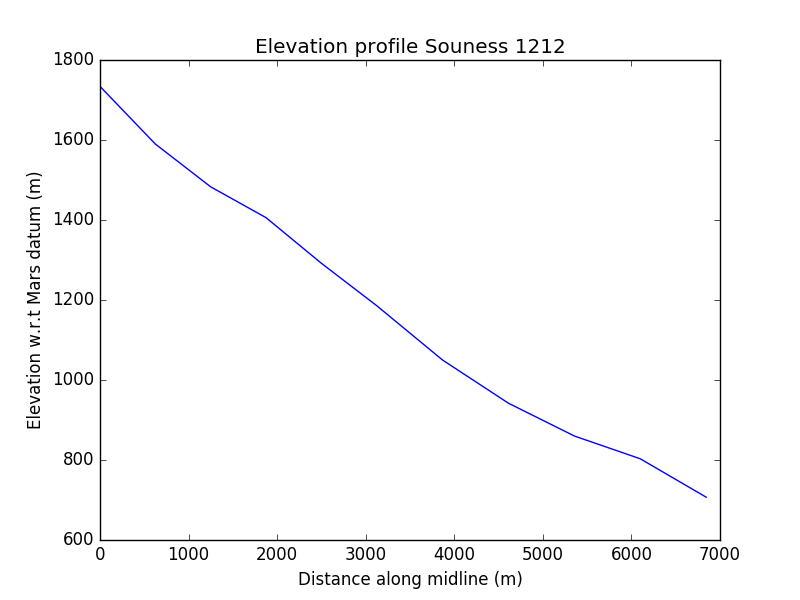 Elevation profile Souness 1212
1800
1600
1400
1200
1000
800
600
Elevation w.r.t Mars datum (m)
0 1000 2000 3000 4000 5000 6000 7000
Distance along midline (m)